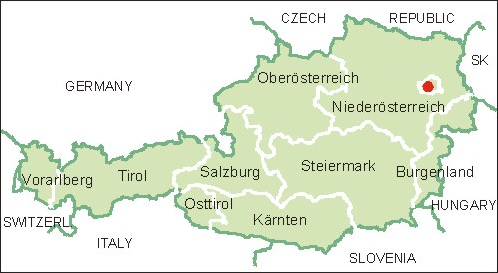 CZECH REPUBLIC
SK
GERMANY
Oberösterreich
Niederösterreich
Vorarlberg
Tirol
Salzburg
Steiermark
Burgenland
Osttirol
Kärnten
SWITZERL
HUNGARY
ITALY
SLOVENIA